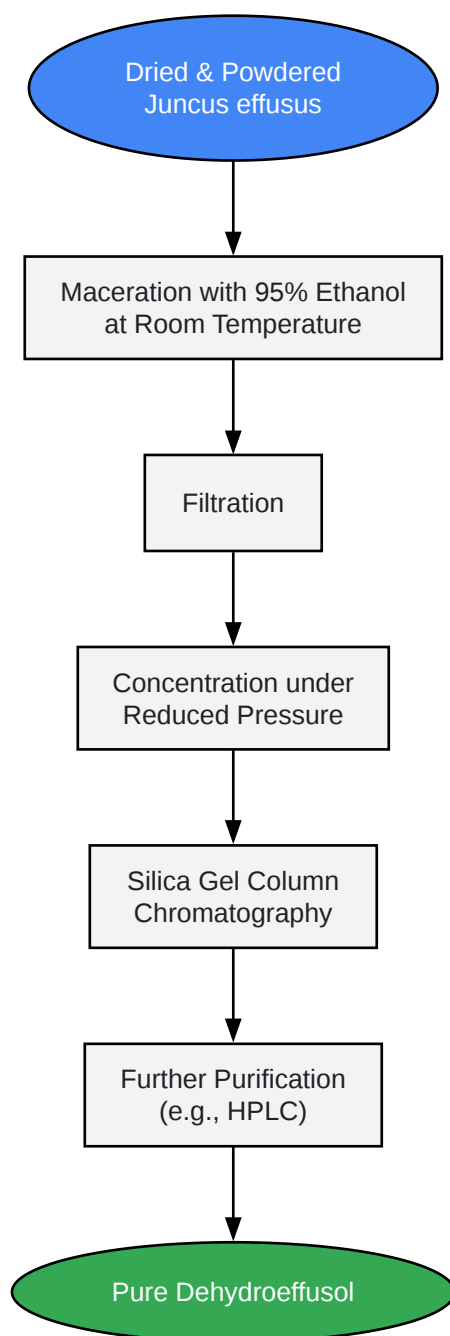 Dried & Powdered
Juncus effusus
Maceration with 95% Ethanol
at Room Temperature
Filtration
Concentration under
Reduced Pressure
Silica Gel Column
Chromatography
Further Purification
(e.g., HPLC)
Pure Dehydroeffusol